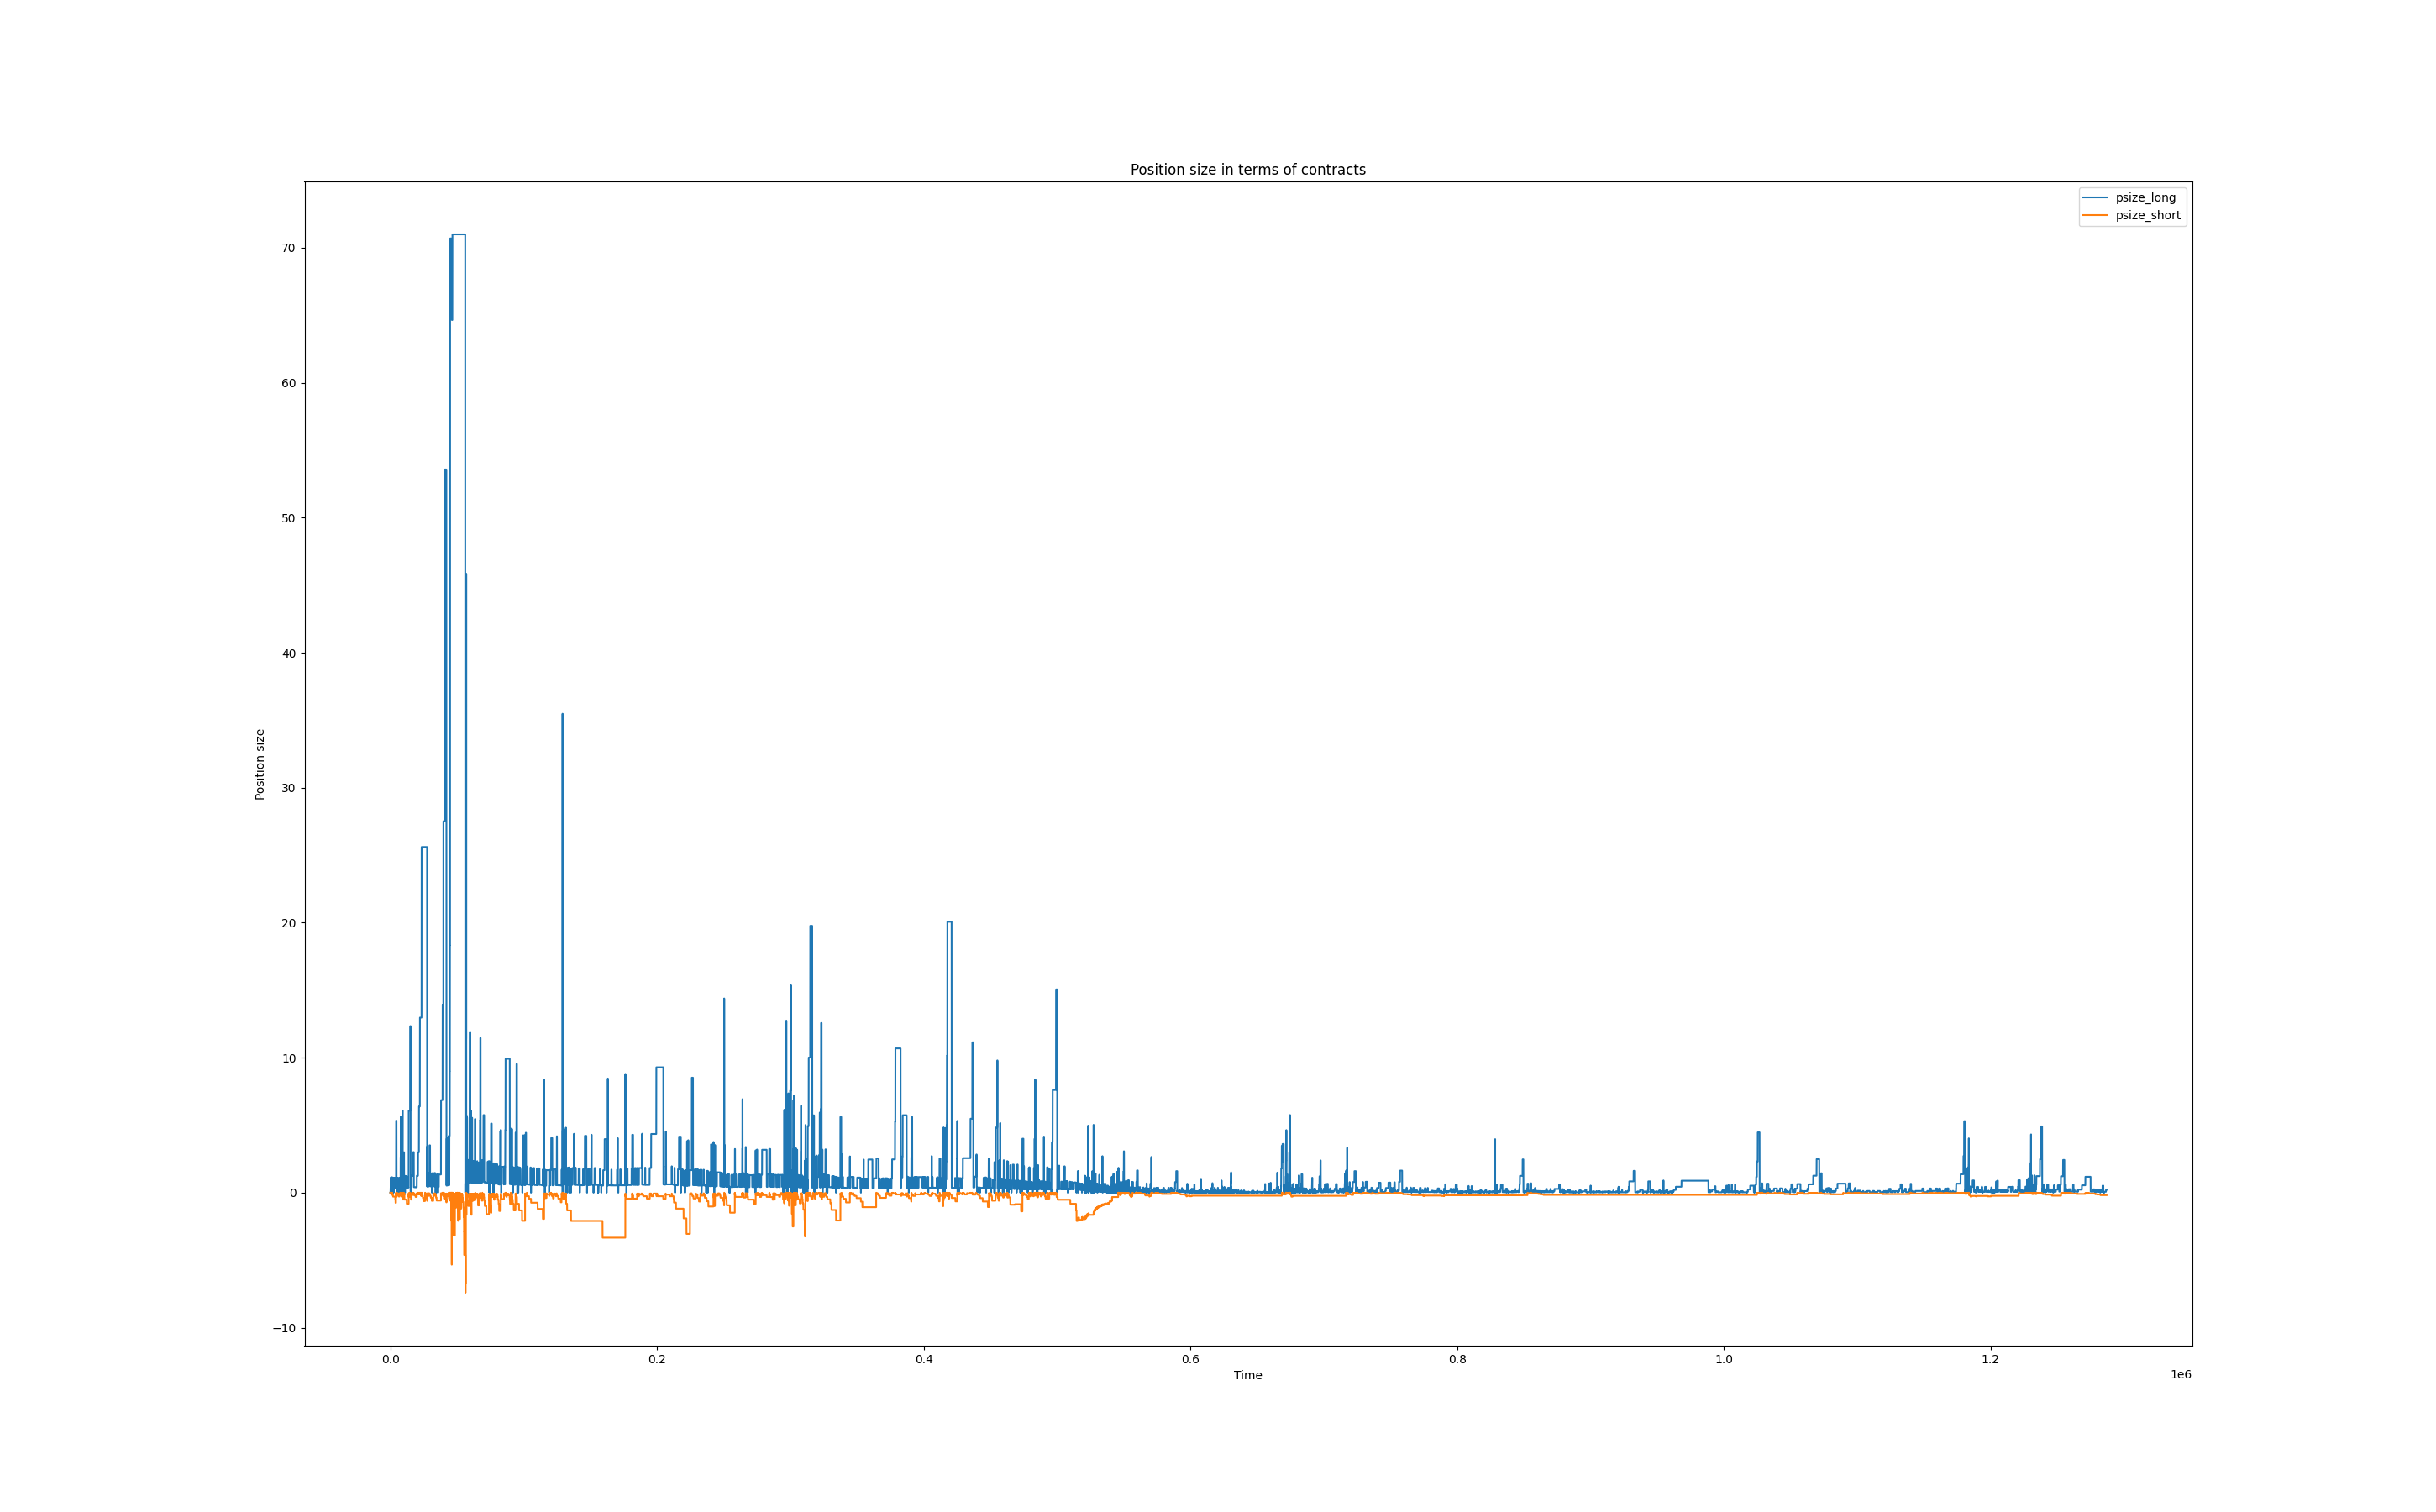 Position size in terms of contracts
psize_long
psize_short
Position size
70
60
50
40
30
20
10
0
−10
0.0 0.2 0.4 0.6 0.8 1.0 1.2
1e6
Time